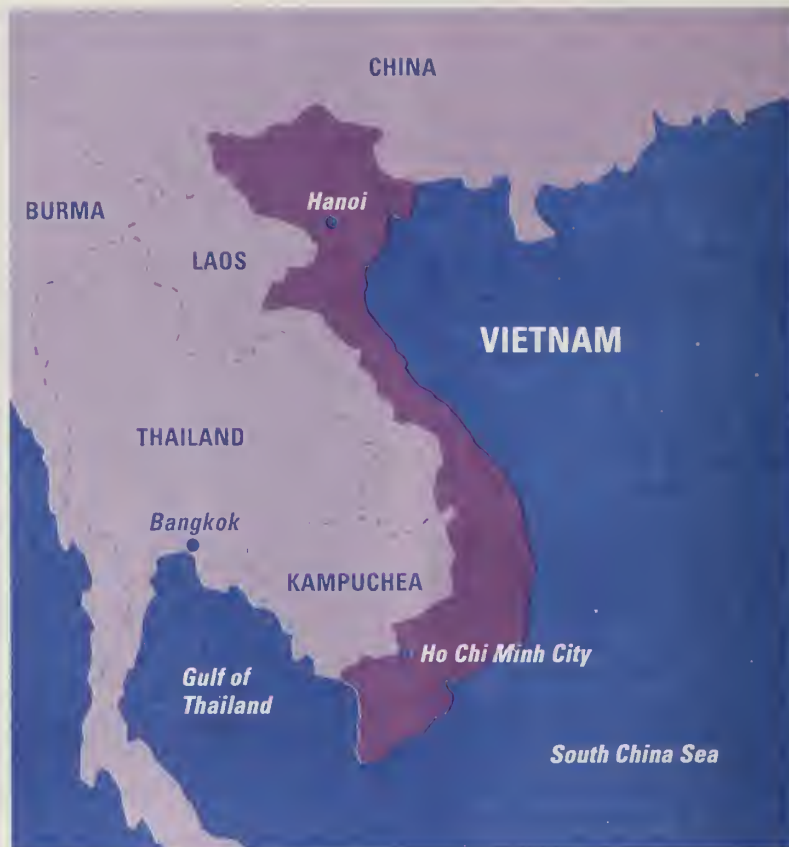 CHINA
Hanoi
BURMA
LAOS
VIETNAM
THAILAND
Bangkok
KAMPUCHEA
Ho Chi Minh City
Gulf of
Thailand
South China Sea